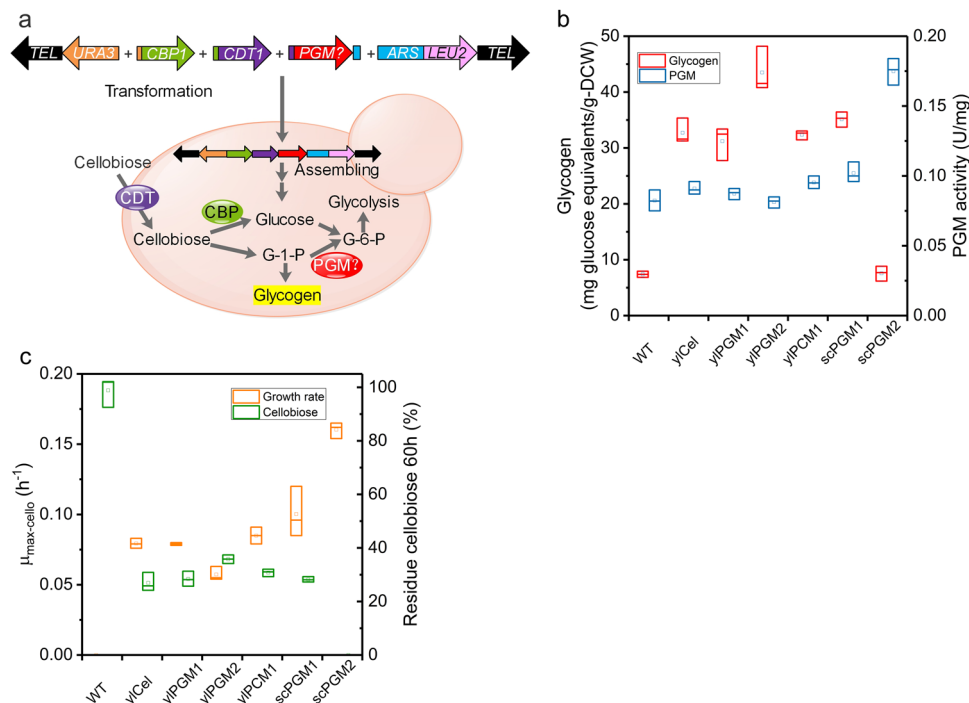 a
TEL URA3 + CBP1 + CDT1 + PGM? + ARS LEU2 TEL
Transformation
Assembling
Cellobiose
CDT
CBP
Glucose
Glycolysis
Cellobiose
G-1-P
G-6-P
PGM?
Glycogen
b
50
40
30
20
10
0
Glycogen
(mg glucose equivalents/g-DCW)
Glycogen
PGM
0.20
0.15
0.10
0.05
0.00
PGM activity (U/mg)
WT
ylCel
ylPGM1
ylPGM2
ylPCM1
scPGM1
scPGM2
c
0.20
0.15
0.10
0.05
0.00
μmax-cello (h-1)
Growth rate
Cellobiose
100
80
60
40
20
0
Residue cellobiose 60h (%)
WT
ylCel
ylPGM1
ylPGM2
ylPCM1
scPGM1
scPGM2